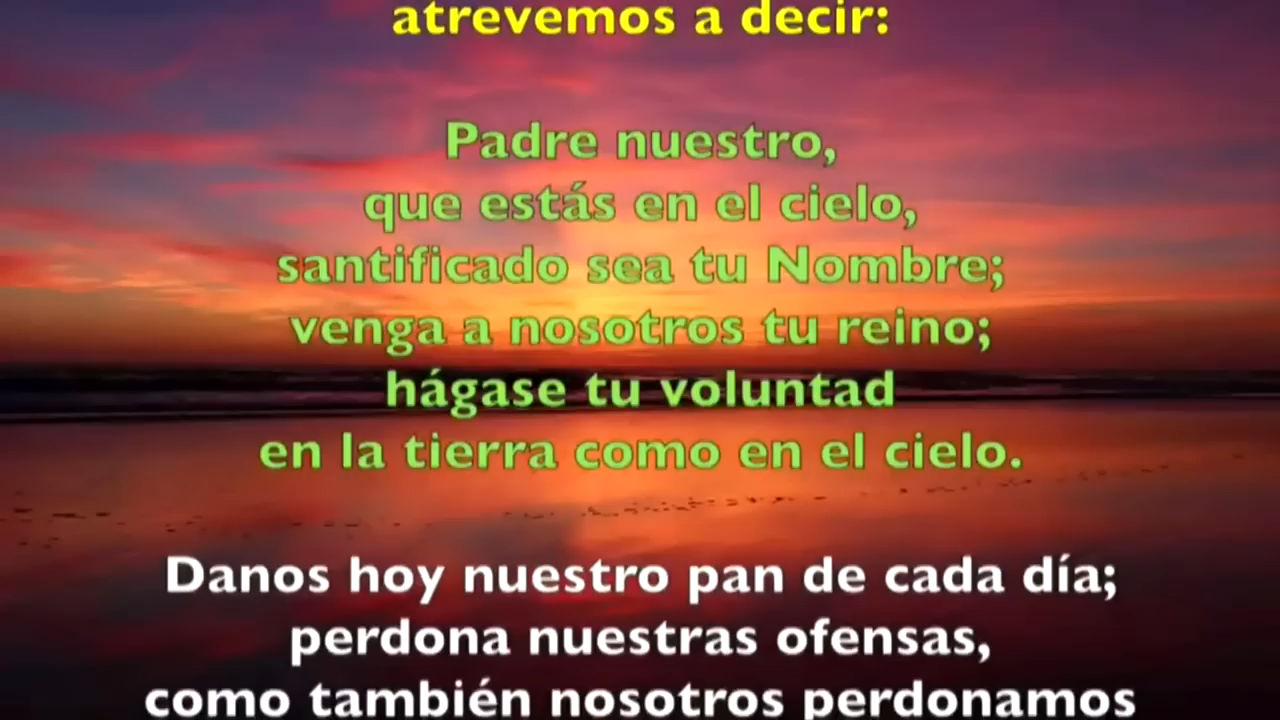 atrevemos a decir:
Padre nuestro,
que estás en el cielo,
santificado sea tu Nombre;
venga a nosotros tu reino;
hágase tu voluntad
en la tierra como en el cielo.
Danos hoy nuestro pan de cada día;
perdona nuestras ofensas,
como también nosotros perdonamos